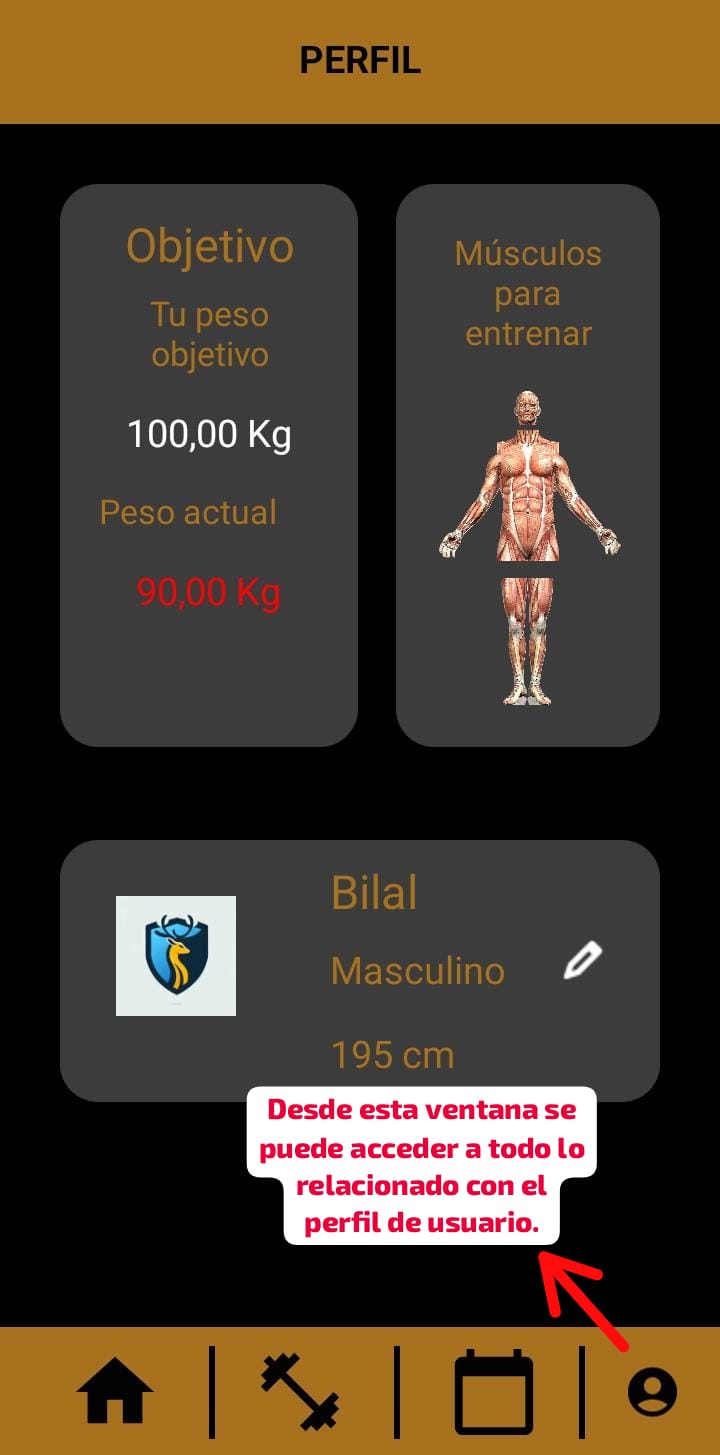 PERFIL
Objetivo
Tu peso
objetivo
100,00 Kg
Peso actual
90,00 Kg
Músculos
para
entrenar
Bilal
Masculino
195 cm
Desde esta ventana se
puede acceder a todo lo
relacionado con el
perfil de usuario.